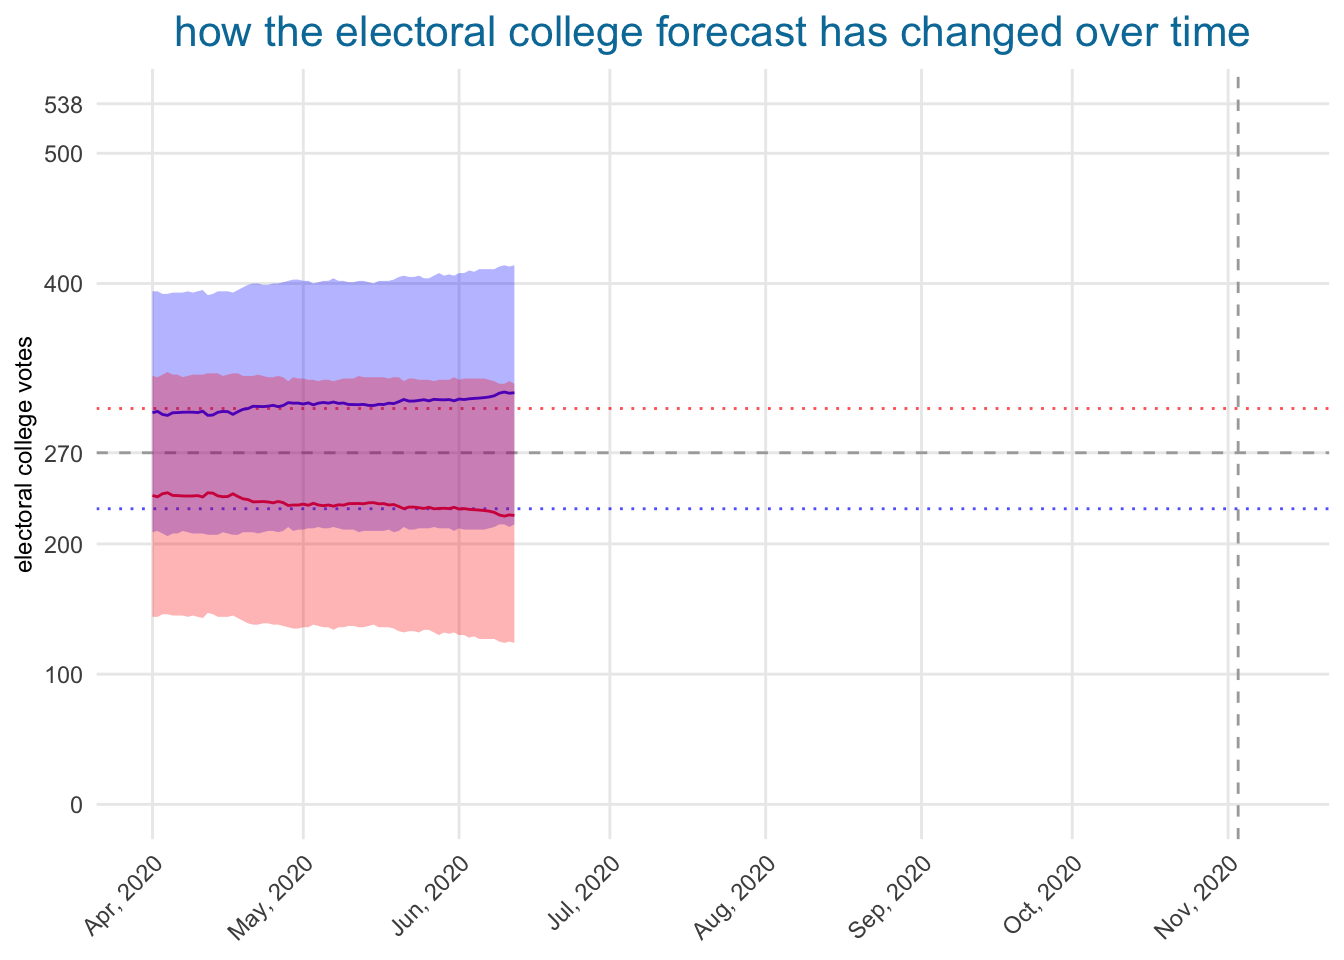 how the electoral college forecast has changed over time
538
500
400
270
200
100
0
electoral college votes
Apr, 2020
May, 2020
Jun, 2020
Jul, 2020
Aug, 2020
Sep, 2020
Oct, 2020
Nov, 2020